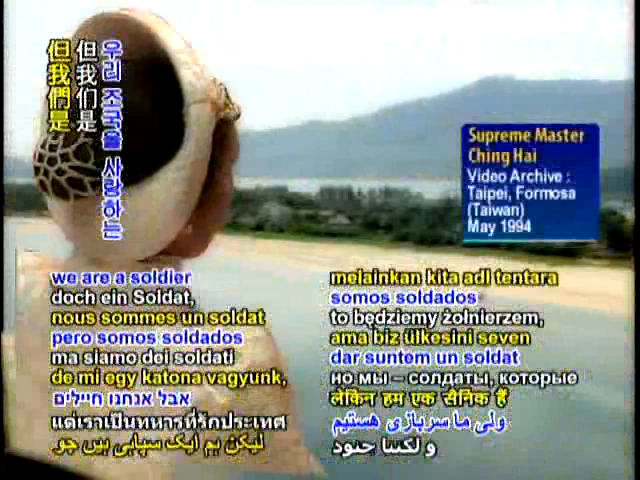 但我們是
但我们是
우리 조국을 사랑하는
Supreme Master
Ching Hai
Video Archive :
Taipei, Formosa
(Taiwan)
May 1994
we are a soldier
doch ein Soldat,
nous sommes un soldat
pero somos soldados
ma siamo dei soldati
de mi egy katona vagyunk,
אבל אנחנו חיילים
แต่เราเป็นทหารที่รักประเทศ
لیکن ہم ایک سپاہی ہیں جو
melainkan kita adl tentara
somos soldados
to będziemy żołnierzem,
ama biz ülkesini seven
dar suntem un soldat
но мы – солдаты, которые
लेकिन हम एक सैनिक हैं
ولی ما سربازی هستیم
و لكننا جنود